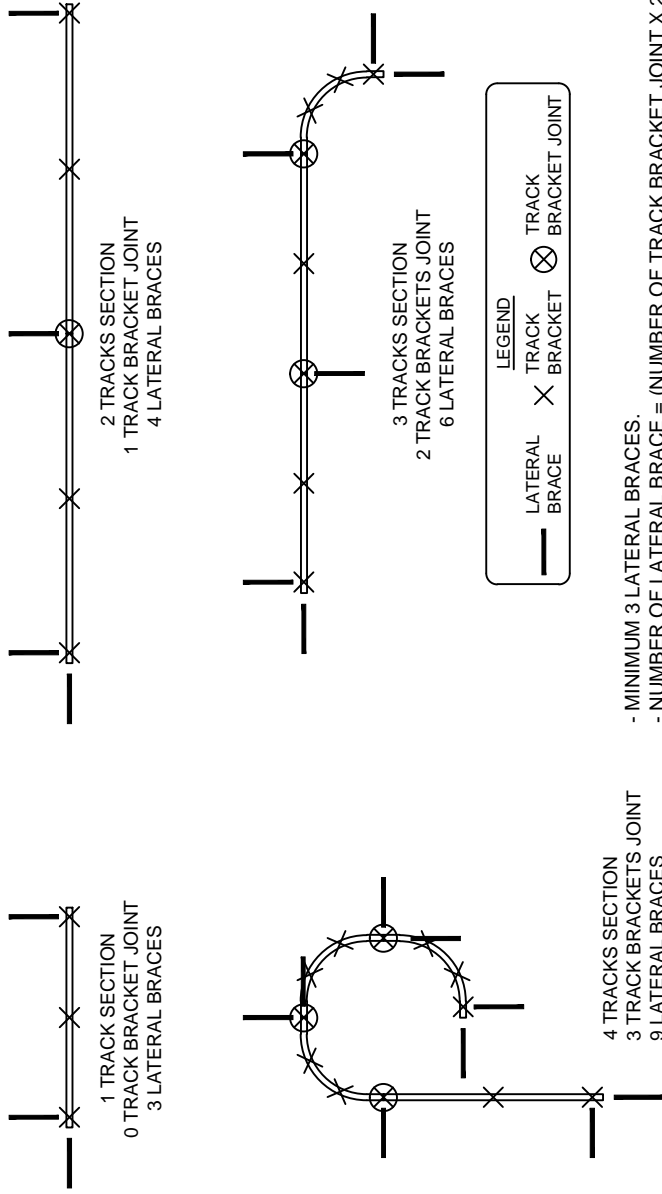 1 TRACK SECTION
0 TRACK BRACKET JOINT
3 LATERAL BRACES
2 TRACKS SECTION
1 TRACK BRACKET JOINT
4 LATERAL BRACES
4 TRACKS SECTION
3 TRACK BRACKETS JOINT
9 LATERAL BRACES
3 TRACKS SECTION
2 TRACK BRACKETS JOINT
6 LATERAL BRACES
LEGEND
LATERAL
BRACE
TRACK
BRACKET
TRACK
BRACKET JOINT
- MINIMUM 3 LATERAL BRACES.
- NUMBER OF LATERAL BRACE = (NUMBER OF TRACK BRACKET JOINT X 2